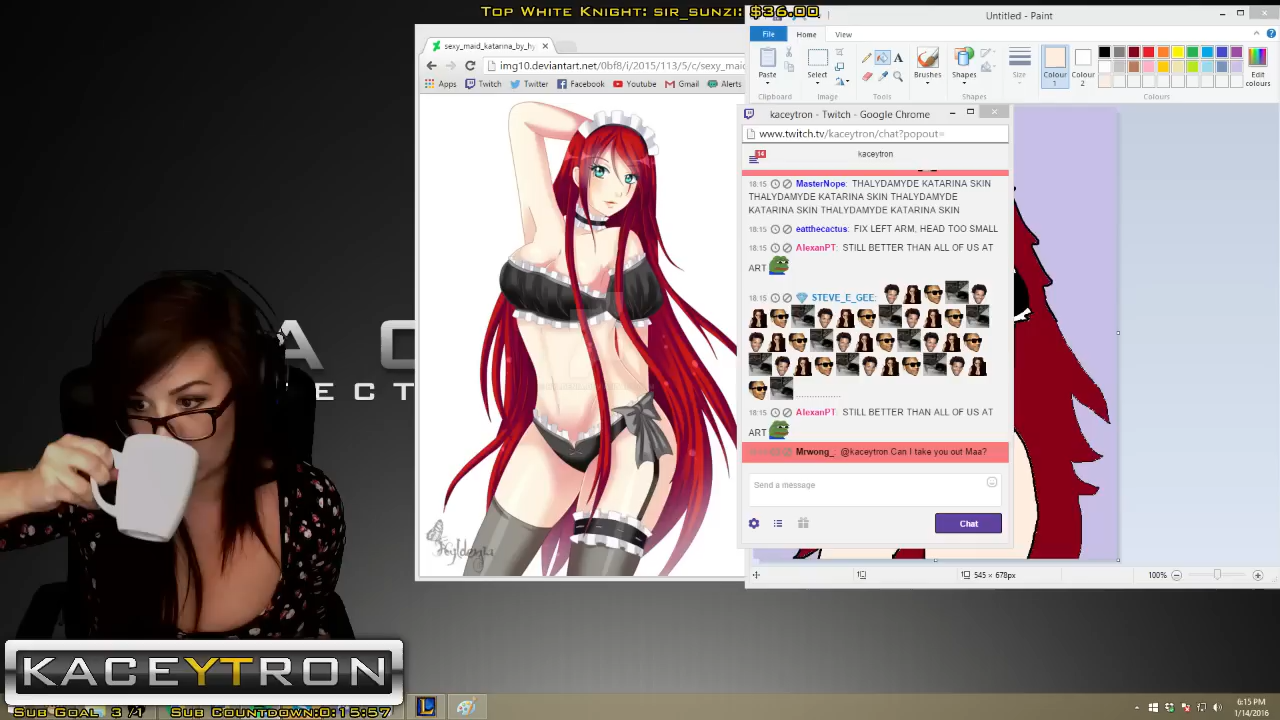 Top White Knight: sir_sunzi: $36.00
Untitled - Paint
File Home View
Paste
Select
Brushes
Shapes
Size
Colour 1
Colour 2
Edit colours
Clipboard Image Tools Shapes Colours
img10.deviantart.net/0bf8/i/2015/113/5/c/sexy_maid
Apps Twitch Twitter Facebook Youtube Gmail Alerts
kaceytron - Twitch - Google Chrome
www.twitch.tv/kaceytron/chat?popout=
14
kaceytron
18:15 MasterNope: THALYDAMYDE KATARINA SKIN
THALYDAMYDE KATARINA SKIN THALYDAMYDE
KATARINA SKIN THALYDAMYDE KATARINA SKIN
18:15 eatthecactus: FIX LEFT ARM, HEAD TOO SMALL
18:15 AlexanPT: STILL BETTER THAN ALL OF US AT
ART
18:15 STEVE_E_GEE:
.................
18:15 AlexanPT: STILL BETTER THAN ALL OF US AT
ART
Mrwong_: @kaceytron Can I take you out Maa?
Send a message
Chat
545 × 678px
100%
KACEYTRON
Sub Goal: 3 /1 Sub Countdown:0:15:57
6:15 PM
1/14/2016